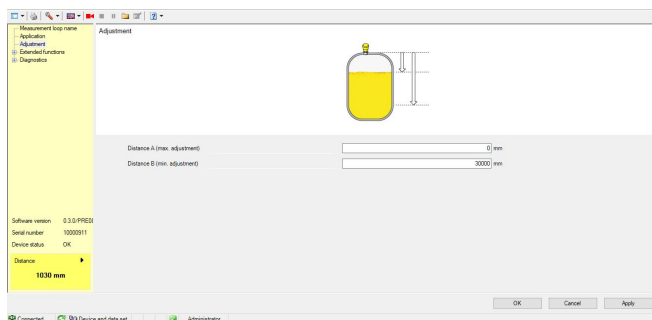 Measurement loop name
Application
Adjustment
Extended functions
Diagnostics
Adjustment
Distance A (max. adjustment) 0 mm
Distance B (min. adjustment) 30000 mm
Software version 0.3.0/PRE0
Serial number 10000911
Device status OK
Distance
1030 mm
OK Cancel Apply
Connected Device and data set Administrator